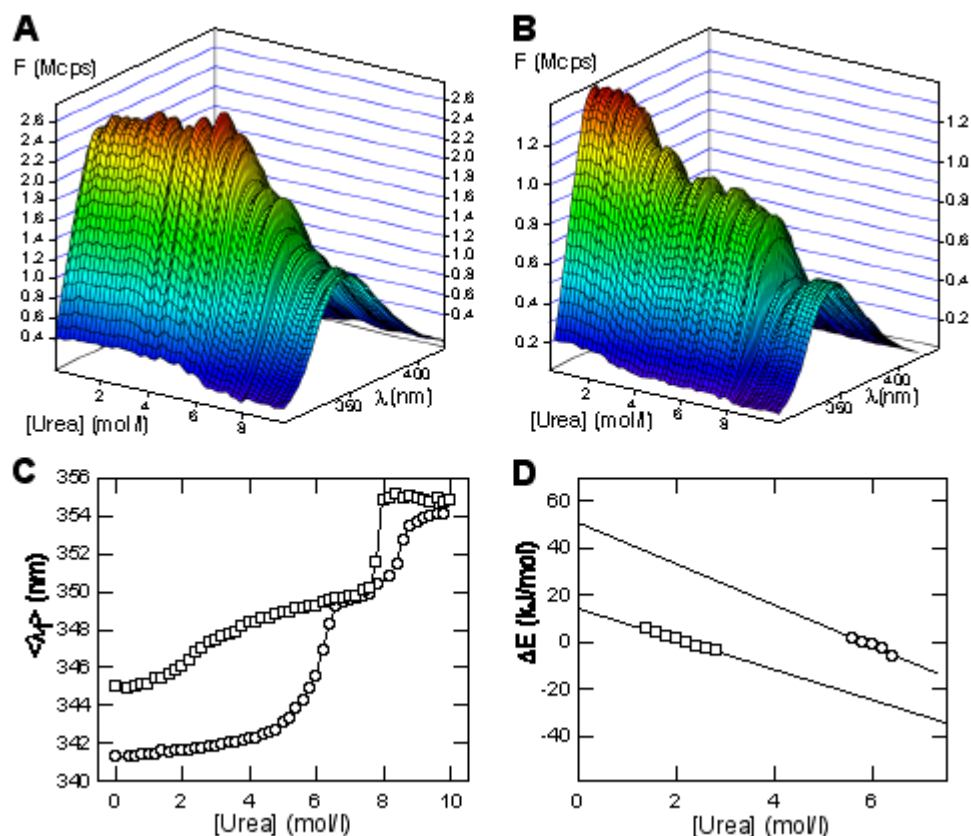 A
F (Mcps)
2.6
2.4
2.2
2.0
1.8
1.6
1.4
1.2
1.0
0.8
0.6
0.4
2.6
2.4
2.2
2.0
1.8
1.6
1.4
1.2
1.0
0.8
0.6
0.4
2 4 6 8
[Urea] (mol/l)
350 400
λ(nm)
B
F (Mcps)
1.2
1.0
0.8
0.6
0.4
0.2
1.2
1.0
0.8
0.6
0.4
0.2
2 4 6 8
[Urea] (mol/l)
350 400
λ(nm)
C
<λp> (nm)
356
354
352
350
348
346
344
342
340
0 2 4 6 8 10
[Urea] (mol/l)
D
ΔE (kJ/mol)
60
40
20
0
-20
-40
0 2 4 6
[Urea] (mol/l)